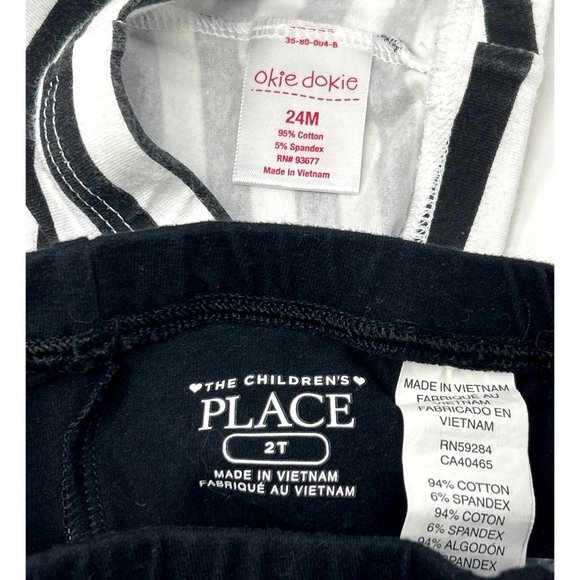 35-80-004-B
okie dokie
24M
95% Cotton
5% Spandex
RN# 93677
Made in Vietnam
THE CHILDREN'S
PLACE
2T
MADE IN VIETNAM
FABRIQUÉ AU VIETNAM
MADE IN VIETNAM
FABRIQUÉ AU
VIETNAM
FABRICADO EN
VIETNAM
RN59284
CA40465
94% COTTON
6% SPANDEX
94% COTON
6% SPANDEX
94% ALGODÓN